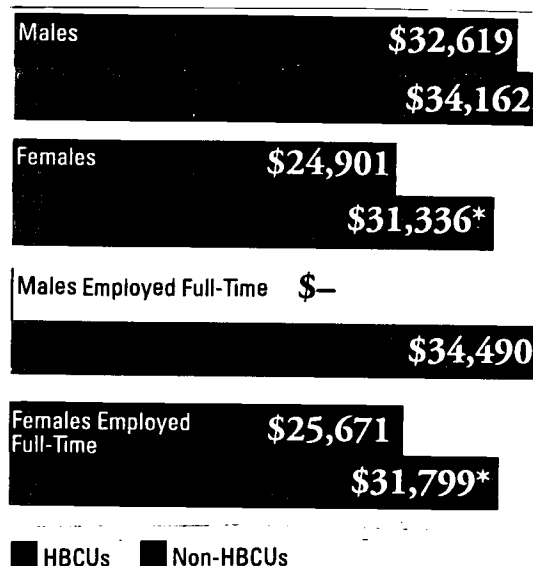 Males $32,619
$34,162
Females $24,901
$31,336*
Males Employed Full-Time $–
$34,490
Females Employed
Full-Time $25,671
$31,799*
HBCUs Non-HBCUs